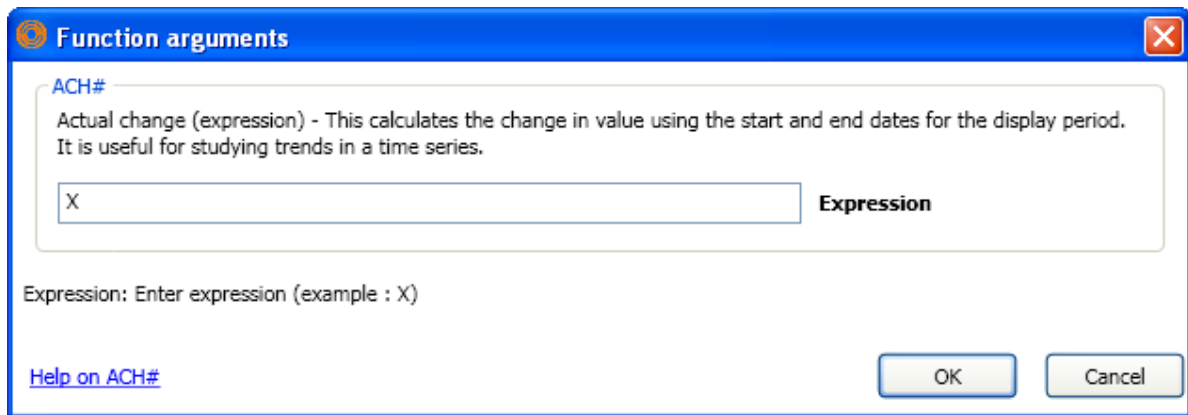 Function arguments
ACH#
Actual change (expression) - This calculates the change in value using the start and end dates for the display period.
It is useful for studying trends in a time series.
X Expression
Expression: Enter expression (example : X)
Help on ACH# OK Cancel